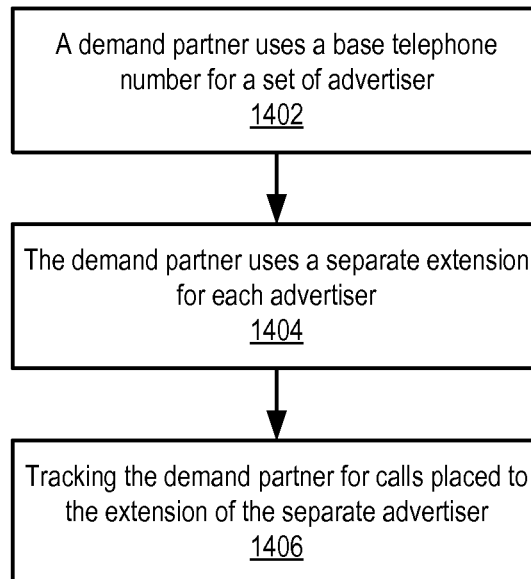 A demand partner uses a base telephone
number for a set of advertiser
1402
The demand partner uses a separate extension
for each advertiser
1404
Tracking the demand partner for calls placed to
the extension of the separate advertiser
1406